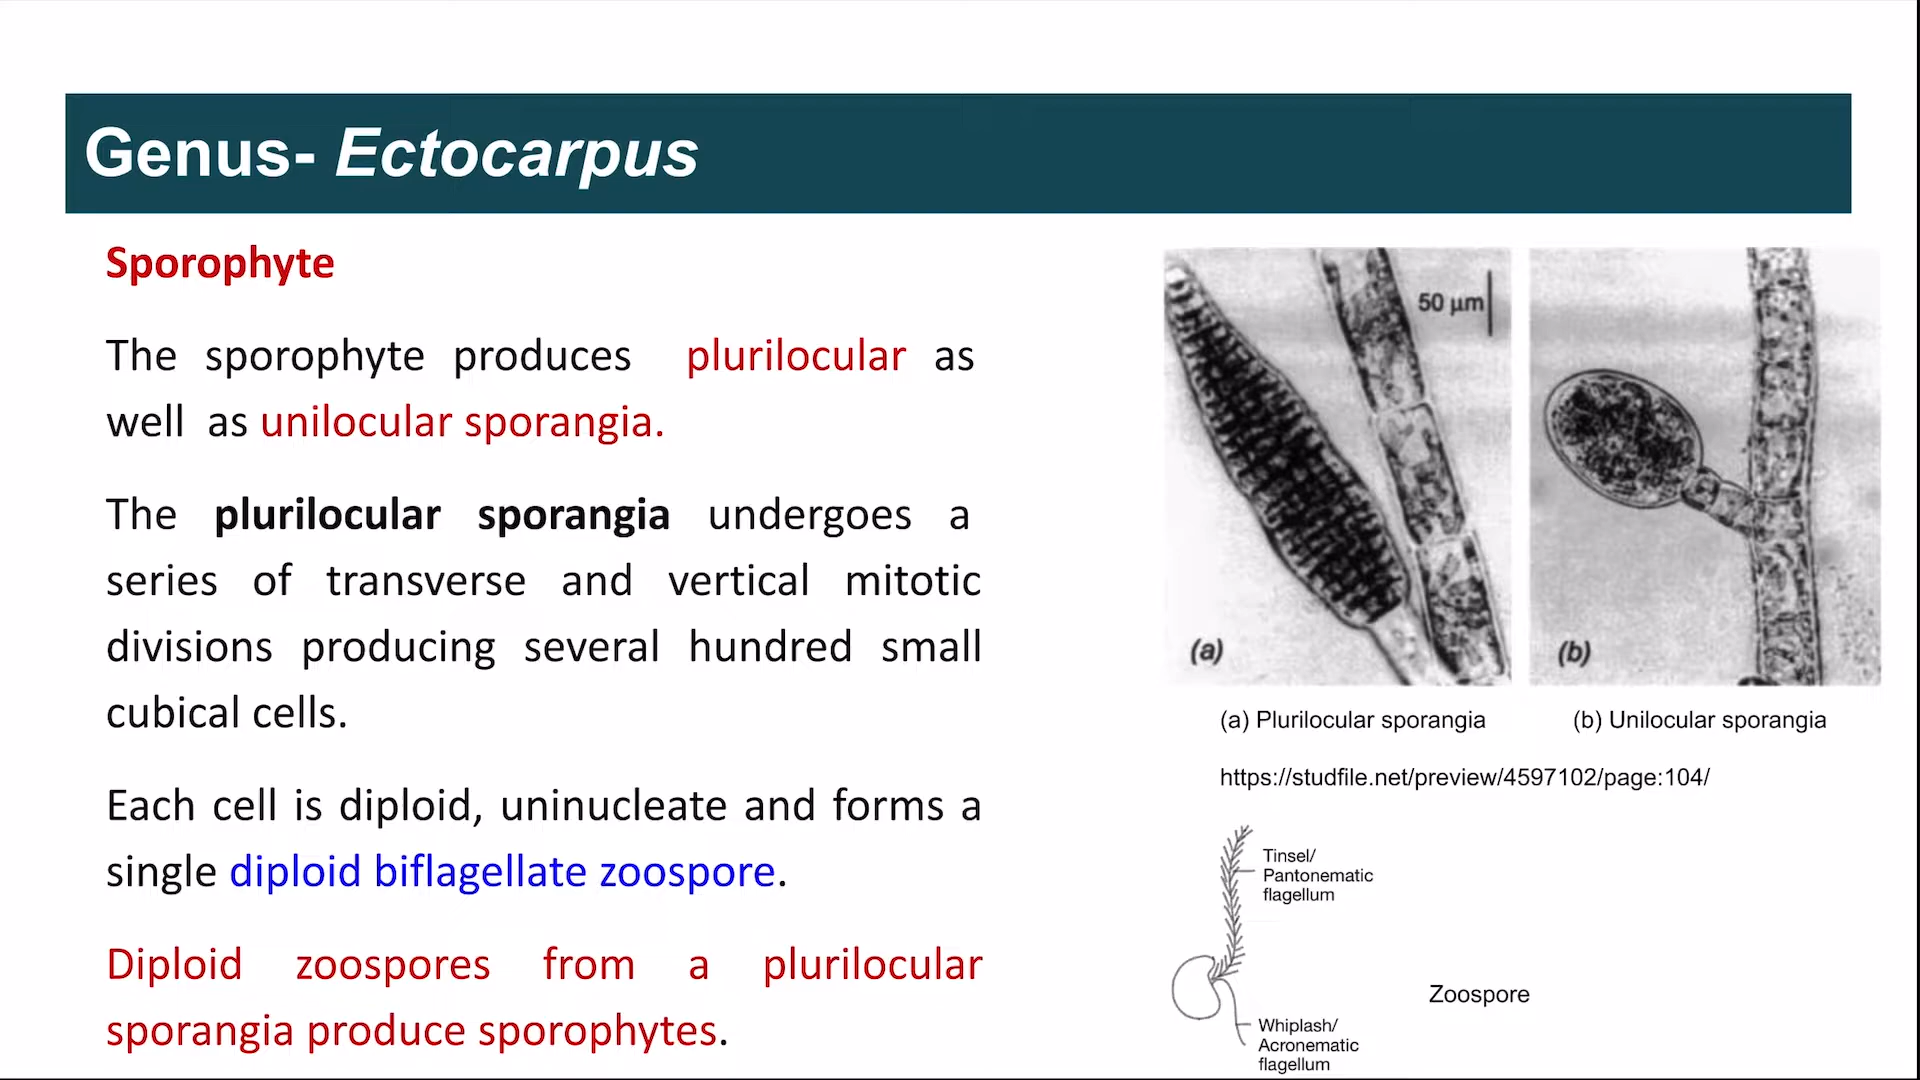 Genus- Ectocarpus
Sporophyte
The sporophyte produces plurilocular as
well as unilocular sporangia.
The plurilocular sporangia undergoes a
series of transverse and vertical mitotic
divisions producing several hundred small
cubical cells.
Each cell is diploid, uninucleate and forms a
single diploid biflagellate zoospore.
Diploid zoospores from a plurilocular
sporangia produce sporophytes.
50 µm
(a)
(b)
(a) Plurilocular sporangia
(b) Unilocular sporangia
https://studfile.net/preview/4597102/page:104/
Tinsel/
Pantonematic
flagellum
Zoospore
Whiplash/
Acronematic
flagellum